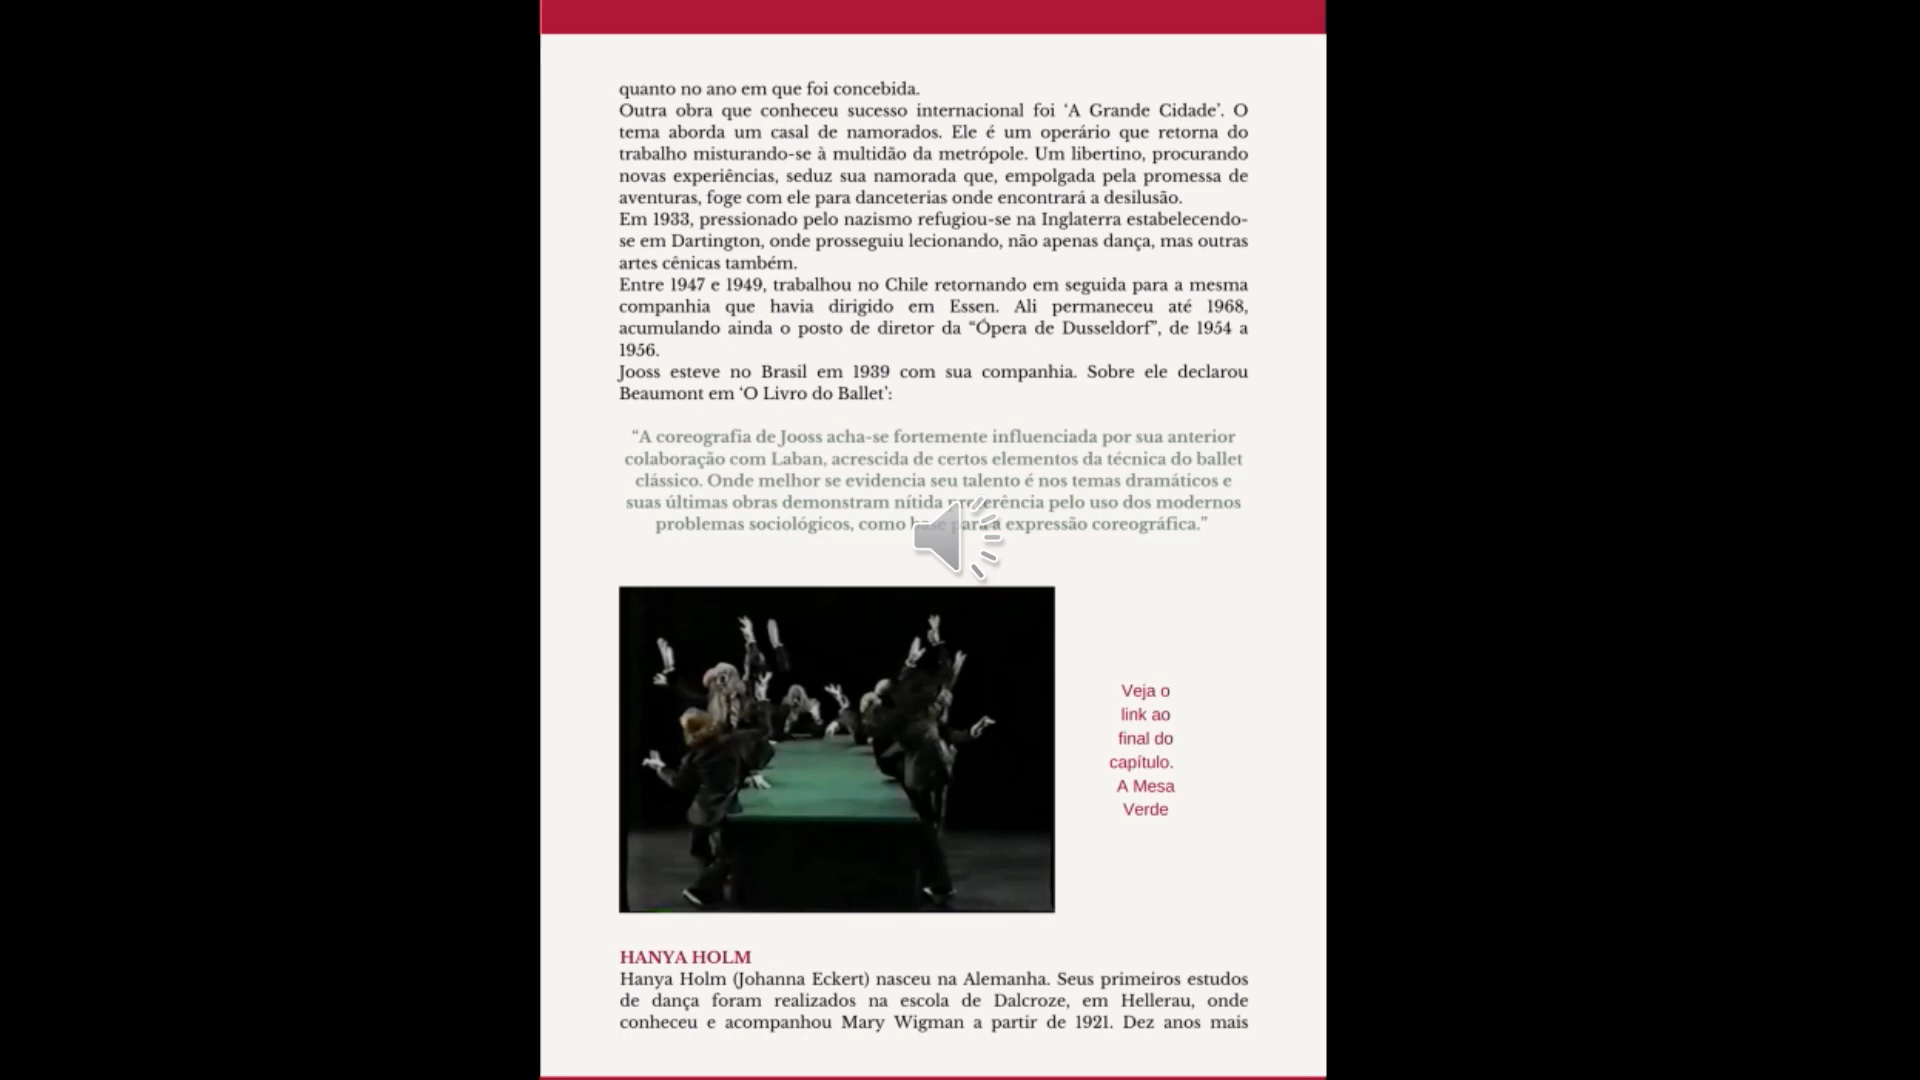 quanto no ano em que foi concebida.
Outra obra que conheceu sucesso internacional foi ‘A Grande Cidade’. O
tema aborda um casal de namorados. Ele é um operário que retorna do
trabalho misturando-se à multidão da metrópole. Um libertino, procurando
novas experiências, seduz sua namorada que, empolgada pela promessa de
aventuras, foge com ele para danceterias onde encontrará a desilusão.
Em 1933, pressionado pelo nazismo refugiou-se na Inglaterra estabelecendo-
se em Dartington, onde prosseguiu lecionando, não apenas dança, mas outras
artes cênicas também.
Entre 1947 e 1949, trabalhou no Chile retornando em seguida para a mesma
companhia que havia dirigido em Essen. Ali permaneceu até 1968,
acumulando ainda o posto de diretor da “Ópera de Dusseldorf”, de 1954 a
1956.
Jooss esteve no Brasil em 1939 com sua companhia. Sobre ele declarou
Beaumont em ‘O Livro do Ballet’:
“A coreografia de Jooss acha-se fortemente influenciada por sua anterior
colaboração com Laban, acrescida de certos elementos da técnica do ballet
clássico. Onde melhor se evidencia seu talento é nos temas dramáticos e
suas últimas obras demonstram nítida preferência pelo uso dos modernos
problemas sociológicos, como base para a expressão coreográfica.”
Veja o
link ao
final do
capítulo.
A Mesa
Verde
HANYA HOLM
Hanya Holm (Johanna Eckert) nasceu na Alemanha. Seus primeiros estudos
de dança foram realizados na escola de Dalcroze, em Hellerau, onde
conheceu e acompanhou Mary Wigman a partir de 1921. Dez anos mais